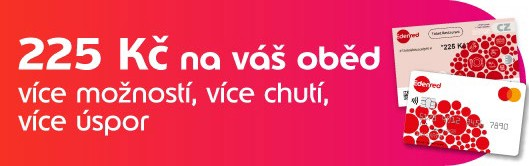 225 Kč na váš oběd
více možností, více chutí,
více úspor
Edenred
Ticket Restaurant
CZ
*225 Kč
Edenred
7890